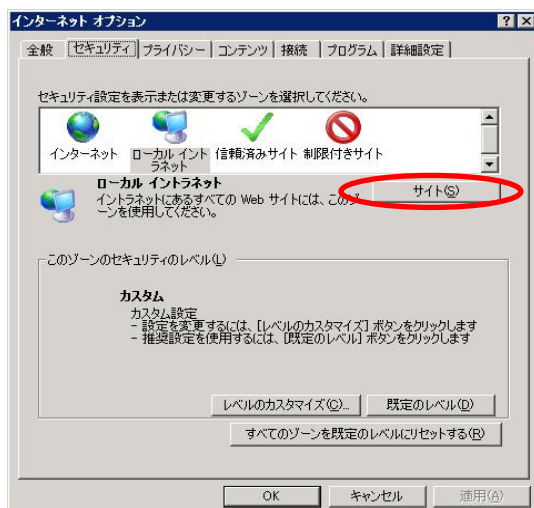 インターネット オプション
全般 セキュリティ プライバシー コンテンツ 接続 プログラム 詳細設定
セキュリティ設定を表示または変更するゾーンを選択してください。
インターネット ローカル イントラネット 信頼済みサイト 制限付きサイト
ローカル イントラネット
サイト(S)
イントラネットにあるすべての Web サイトには、このゾ
ーンを使用してください。
このゾーンのセキュリティのレベル(L)
カスタム
カスタム設定
- 設定を変更するには、[レベルのカスタマイズ] ボタンをクリックします
- 推奨設定を使用するには、[既定のレベル] ボタンをクリックします
レベルのカスタマイズ(C)... 既定のレベル(D)
すべてのゾーンを既定のレベルにリセットする(R)
OK キャンセル 適用(A)